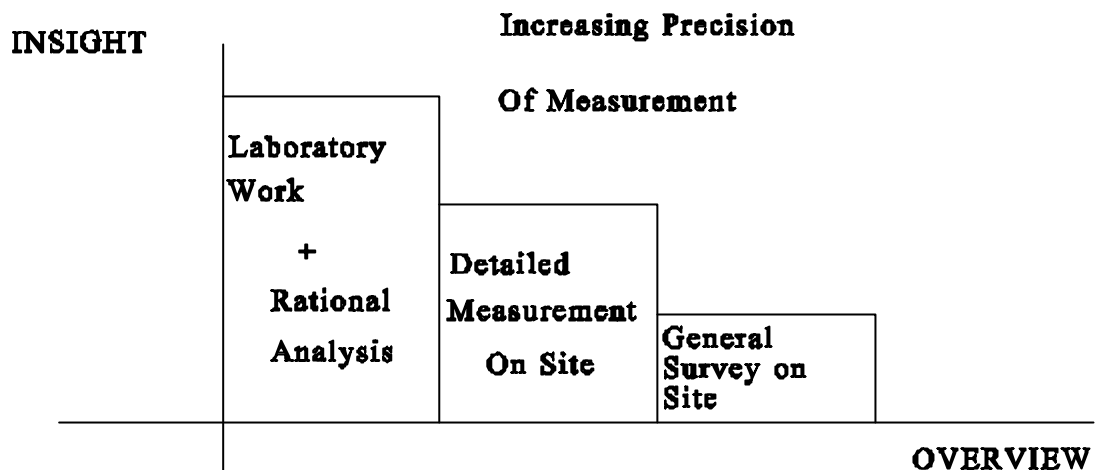 INSIGHT
Increasing Precision
Of Measurement
Laboratory
Work
+
Rational
Analysis
Detailed
Measurement
On Site
General
Survey on
Site
OVERVIEW